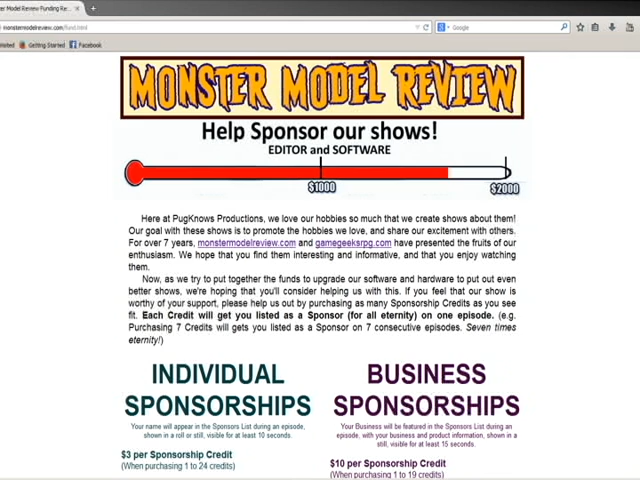 Monster Model Review Funding Re...
monstermodelreview.com/fund.html
Google
Visited
Getting Started
Facebook
MONSTER MODEL REVIEW
Help Sponsor our shows!
EDITOR and SOFTWARE
$1000
$2000
Here at PugKnows Productions, we love our hobbies so much that we create shows about them!
Our goal with these shows is to promote the hobbies we love, and share our excitement with others.
For over 7 years, monstermodelreview.com and gamegeeksrpg.com have presented the fruits of our
enthusiasm. We hope that you find them interesting and informative, and that you enjoy watching
them.
Now, as we try to put together the funds to upgrade our software and hardware to put out even
better shows, we're hoping that you'll consider helping us with this. If you feel that our show is
worthy of your support, please help us out by purchasing as many Sponsorship Credits as you see
fit. Each Credit will get you listed as a Sponsor (for all eternity) on one episode. (e.g.
Purchasing 7 Credits will gets you listed as a Sponsor on 7 consecutive episodes. Seven times
eternity!)
INDIVIDUAL
SPONSORSHIPS
Your name will appear in the Sponsors List during an episode,
shown in a roll or still, visible for at least 10 seconds.
$3 per Sponsorship Credit
(When purchasing 1 to 24 credits)
BUSINESS
SPONSORSHIPS
Your Business will be featured in the Sponsors List during an
episode, with your business and product information, shown in a
still, visible for at least 15 seconds.
$10 per Sponsorship Credit
(When purchasing 1 to 19 credits)